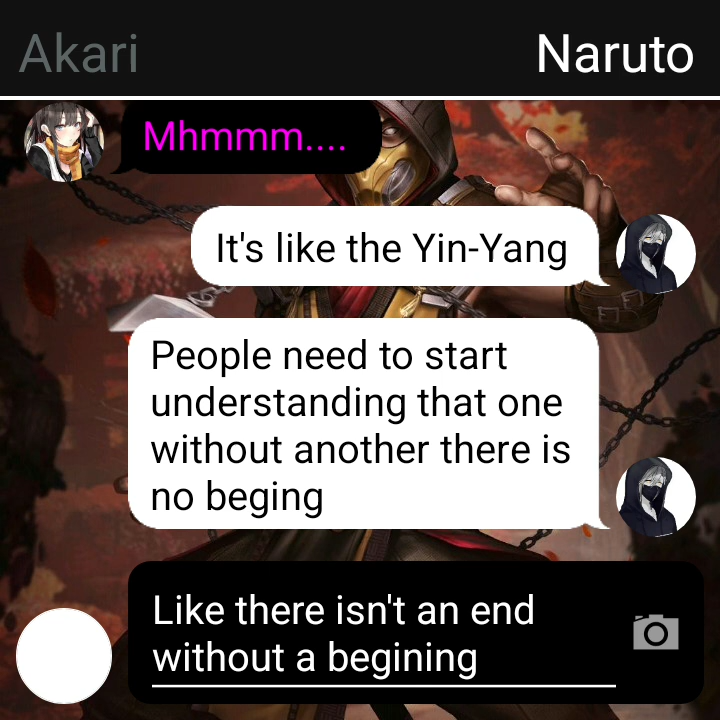 Akari
Naruto
Mhmmm....
It's like the Yin-Yang
People need to start
understanding that one
without another there is
no beging
Like there isn't an end
without a begining